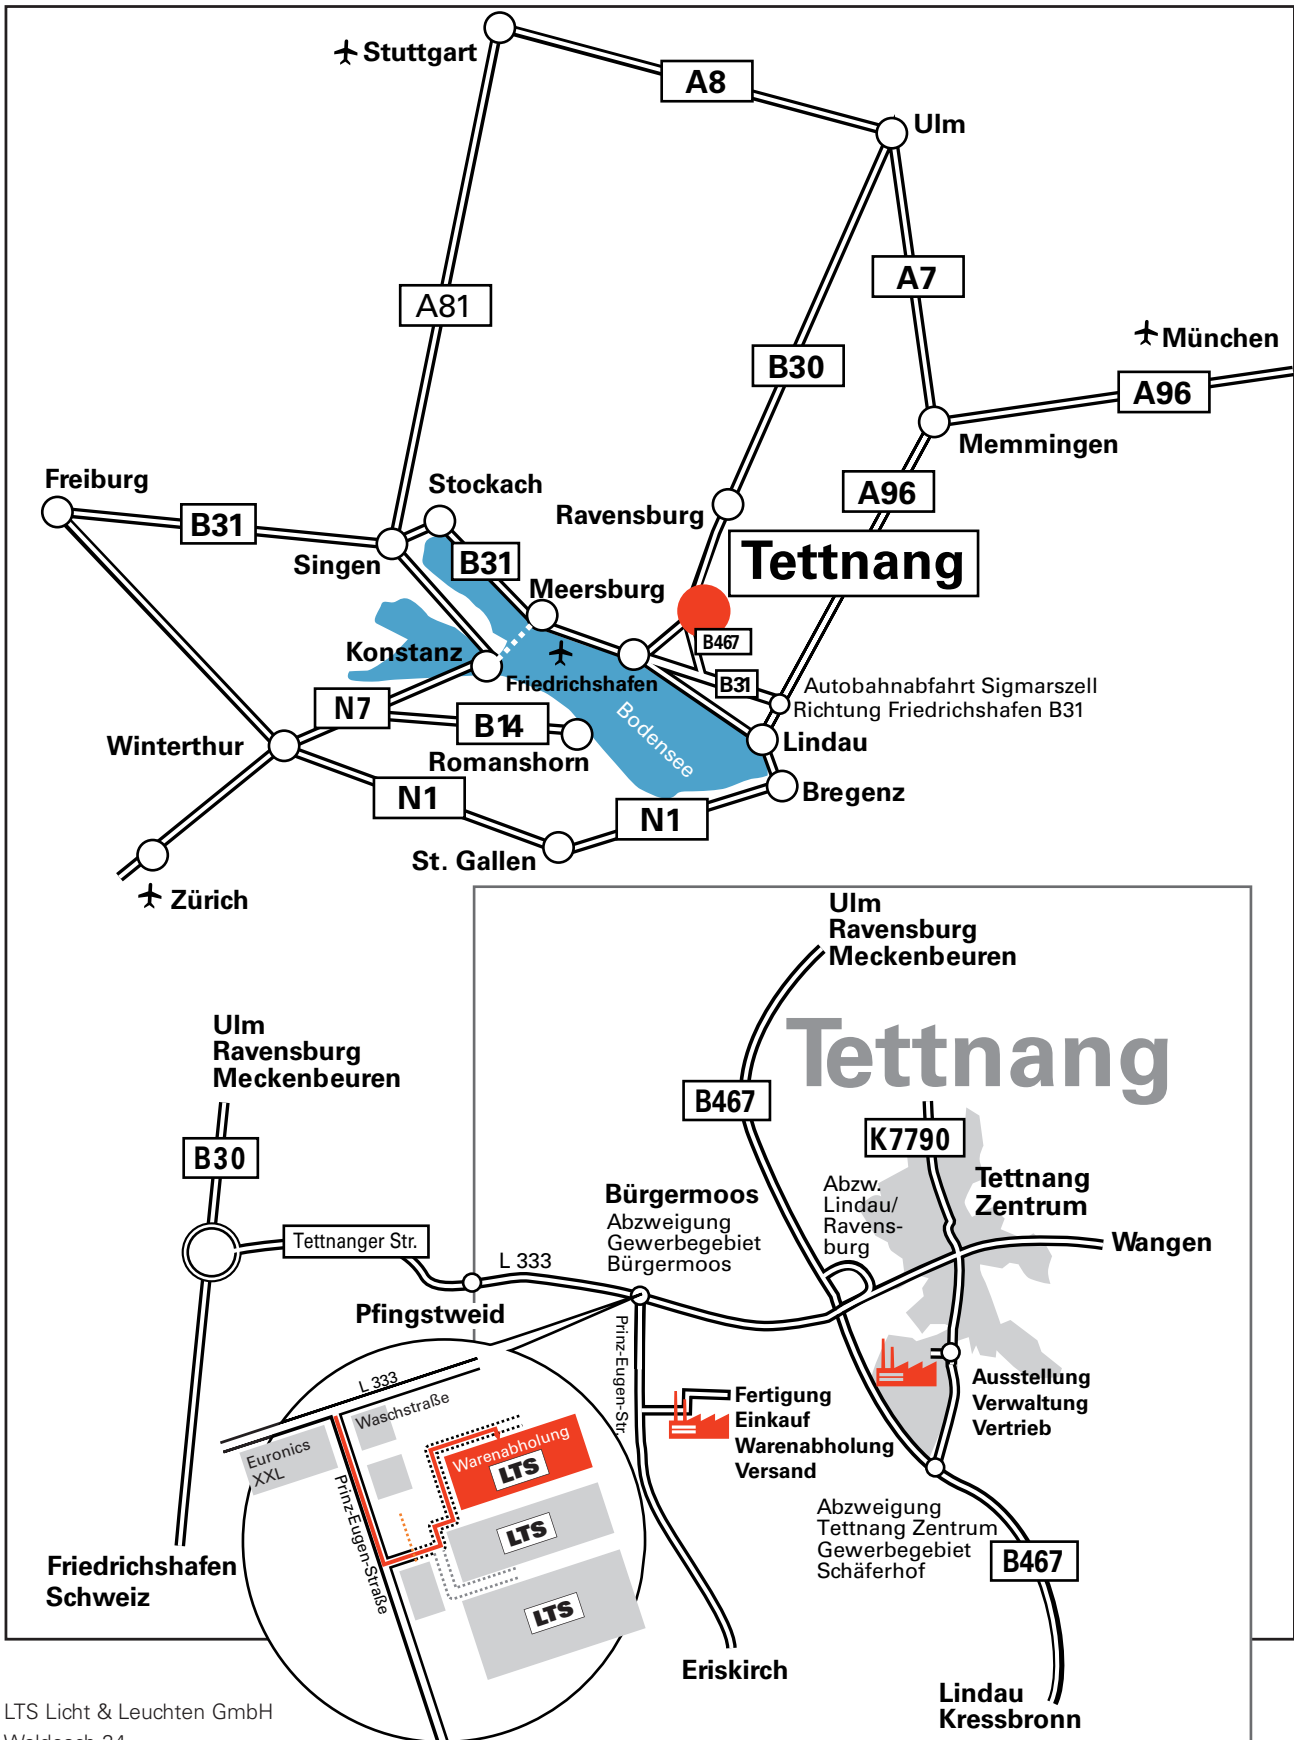 Stuttgart
A8
Ulm
A81
A7
B30
München
A96
Memmingen
Freiburg
Stockach
A96
B31
Ravensburg
Singen
B31
Tettnang
Meersburg
B467
Konstanz
Friedrichshafen
B31
Autobahnabfahrt Sigmarszell
Richtung Friedrichshafen B31
N7
B14
Bodensee
Winterthur
Romanshorn
Lindau
N1
N1
Bregenz
St. Gallen
Zürich
Ulm
Ravensburg
Meckenbeuren
Tettnang
Ulm
Ravensburg
Meckenbeuren
B467
K7790
B30
Bürgermoos
Abzweigung
Gewerbegebiet
Bürgermoos
Abzw.
Lindau/
Ravens-
burg
Tettnang
Zentrum
Tettnanger Str.
L 333
Wangen
Pfingstweid
Prinz-Eugen-Str.
L 333
Waschstraße
Euronics
XXL
Prinz-Eugen-Straße
Warenabholung
LTS
LTS
LTS
Fertigung
Einkauf
Warenabholung
Versand
Ausstellung
Verwaltung
Vertrieb
Abzweigung
Tettnang Zentrum
Gewerbegebiet
Schäferhof
B467
Friedrichshafen
Schweiz
Eriskirch
Lindau
Kressbronn
LTS Licht & Leuchten GmbH